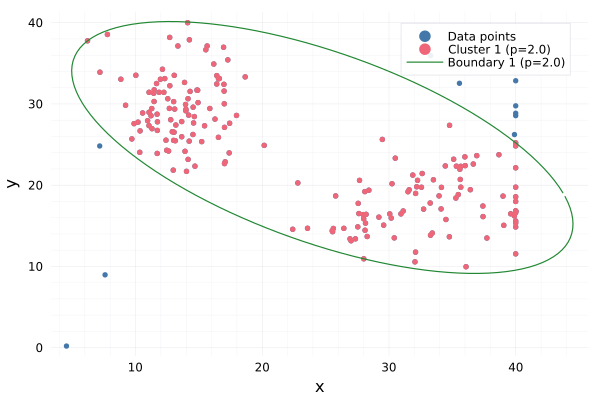 40
30
20
10
0
y
Data points
Cluster 1 (p=2.0)
Boundary 1 (p=2.0)
10 20 30 40
x